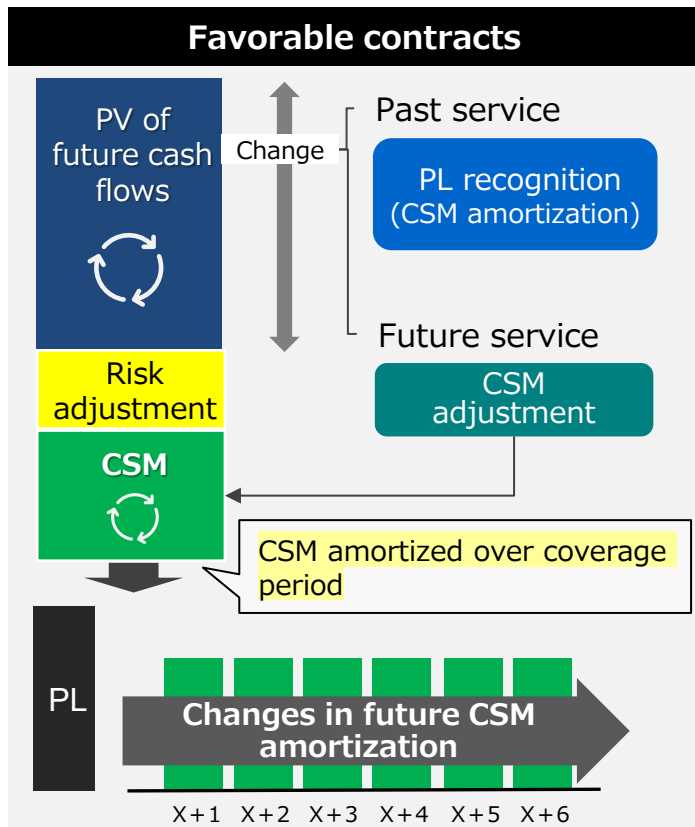 Favorable contracts
PV of
future cash
flows
Change
Past service
PL recognition
(CSM amortization)
Future service
Risk
adjustment
CSM
adjustment
CSM
CSM amortized over coverage
period
PL
Changes in future CSM
amortization
X+1 X+2 X+3 X+4 X+5 X+6